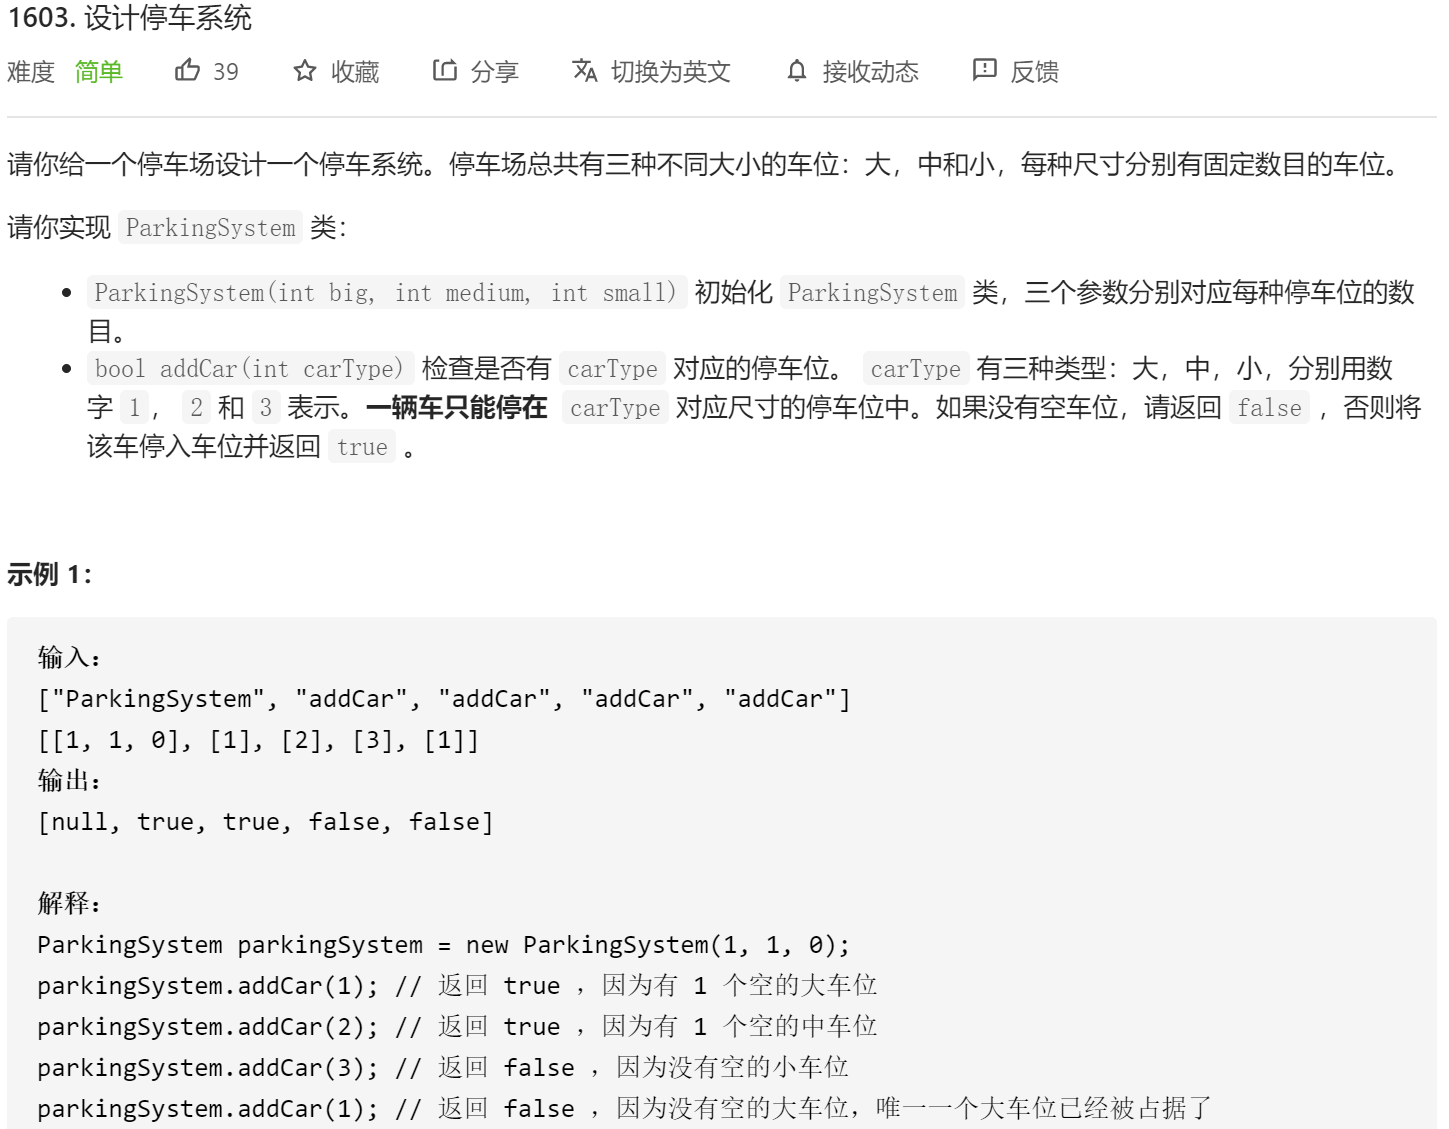 1603. 设计停车系统
难度 简单 39 收藏 分享 切换为英文 接收动态 反馈
请你给一个停车场设计一个停车系统。停车场总共有三种不同大小的车位：大，中和小，每种尺寸分别有固定数目的车位。
请你实现 ParkingSystem 类：
ParkingSystem(int big, int medium, int small) 初始化 ParkingSystem 类，三个参数分别对应每种停车位的数
目。
bool addCar(int carType) 检查是否有 carType 对应的停车位。 carType 有三种类型：大，中，小，分别用数
字 1， 2 和 3 表示。一辆车只能停在 carType 对应尺寸的停车位中。如果没有空车位，请返回 false ，否则将
该车停入车位并返回 true 。
示例 1：
输入：
["ParkingSystem", "addCar", "addCar", "addCar", "addCar"]
[[1, 1, 0], [1], [2], [3], [1]]
输出：
[null, true, true, false, false]
解释：
ParkingSystem parkingSystem = new ParkingSystem(1, 1, 0);
parkingSystem.addCar(1); // 返回 true ，因为有 1 个空的大车位
parkingSystem.addCar(2); // 返回 true ，因为有 1 个空的中车位
parkingSystem.addCar(3); // 返回 false ，因为没有空的小车位
parkingSystem.addCar(1); // 返回 false ，因为没有空的大车位，唯一一个大车位已经被占据了